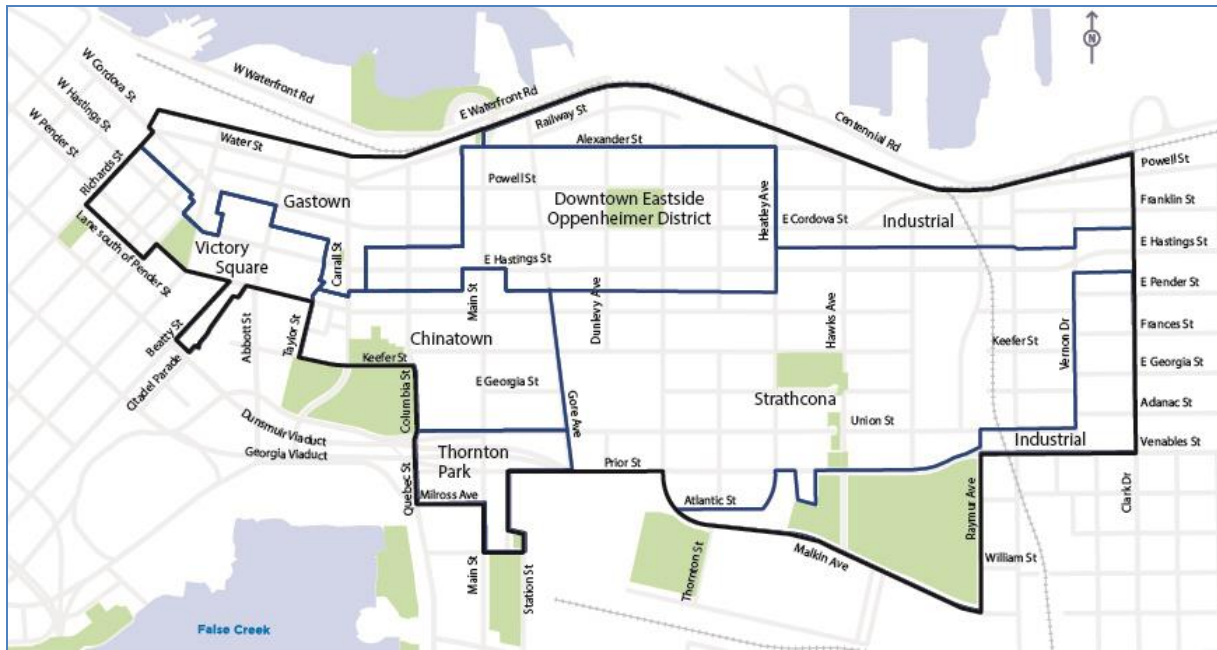 N
W Cordova St
W Hastings St
W Pender St
W Waterfront Rd
E Waterfront Rd
Railway St
Centennial Rd
Water St
Alexander St
Powell St
Richards St
Powell St
Gastown
Downtown Eastside
Oppenheimer District
Heatley Ave
E Cordova St
Industrial
Franklin St
Lane south of Pender St
Victory
Square
Carrall St
E Hastings St
E Hastings St
E Pender St
Main St
Dunlevy Ave
Hawks Ave
Beatty St
Citadel Parade
Abbott St
Taylor St
Chinatown
Keefer St
Keefer St
Vernon Dr
Frances St
E Georgia St
E Georgia St
Columbia St
Gore Ave
Strathcona
Union St
Adanac St
Dunsmuir Viaduct
Georgia Viaduct
Thornton
Park
Prior St
Industrial
Venables St
Quebec St
Milross Ave
Atlantic St
Raymur Ave
Clark Dr
Main St
Station St
Thornton St
Malkin Ave
William St
False Creek